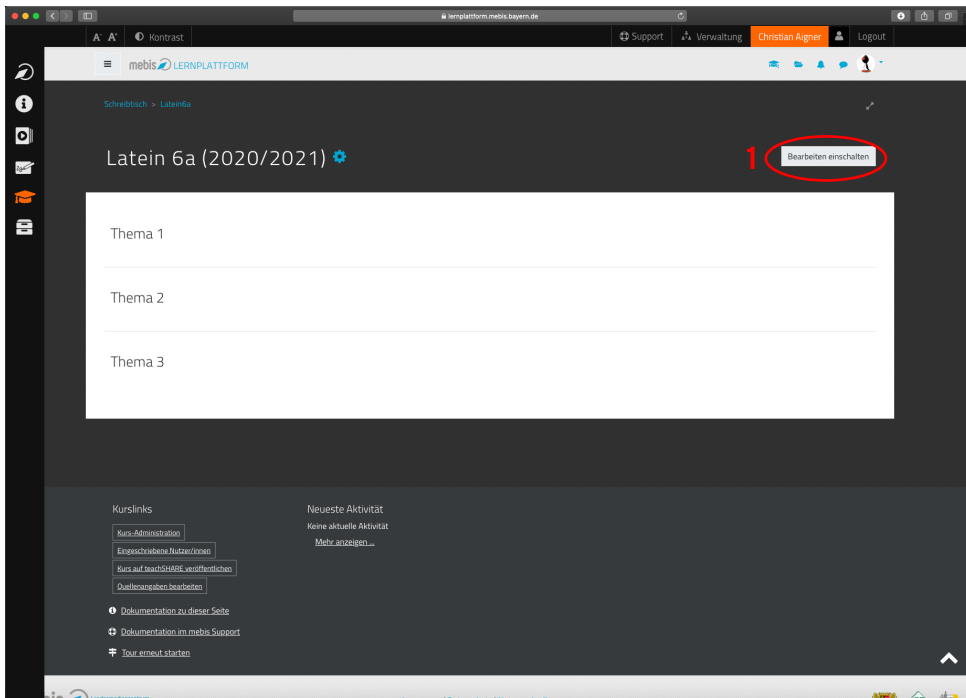 lernplattform.mebis.bayern.de
A- A+ Kontrast Support Verwaltung Christian Aigner Logout
mebis LERNPLATTFORM
Schreibtisch > Latein6a
Latein 6a (2020/2021)
1 Bearbeiten einschalten
Thema 1
Thema 2
Thema 3
Kurslinks
Kurs-Administration
Eingeschriebene Nutzer/innen
Kurs auf teachSHARE veröffentlichen
Quellenangaben bearbeiten
Dokumentation zu dieser Seite
Dokumentation im mebis Support
Tour erneut starten
Neueste Aktivität
Keine aktuelle Aktivität
Mehr anzeigen ...